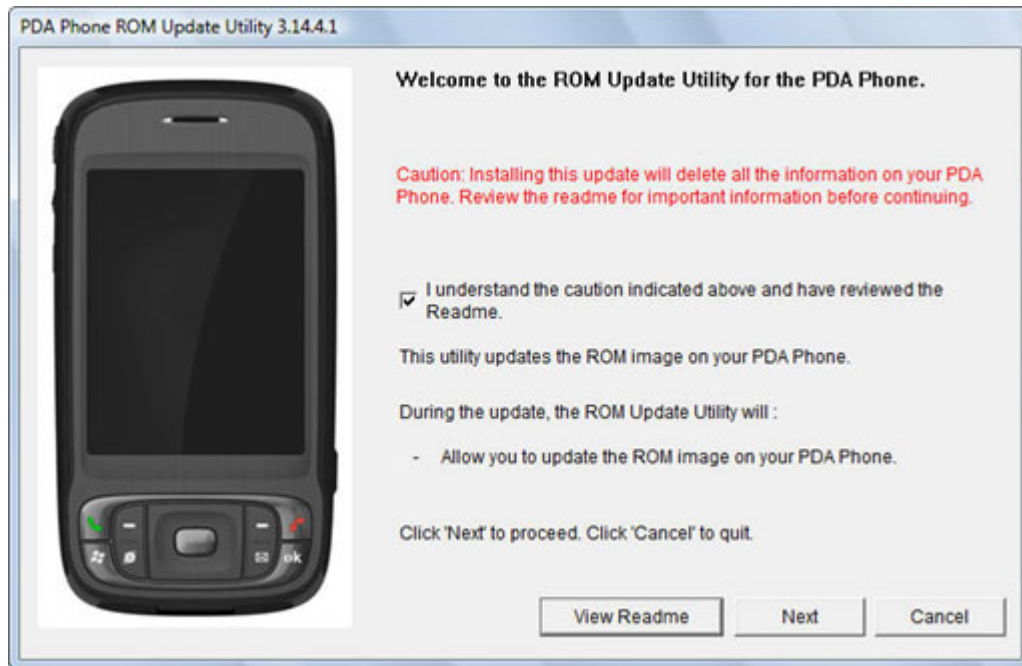 PDA Phone ROM Update Utility 3.14.4.1
Welcome to the ROM Update Utility for the PDA Phone.
Caution: Installing this update will delete all the information on your PDA
Phone. Review the readme for important information before continuing.
I understand the caution indicated above and have reviewed the
Readme.
This utility updates the ROM image on your PDA Phone.
During the update, the ROM Update Utility will :
- Allow you to update the ROM image on your PDA Phone.
Click 'Next' to proceed. Click 'Cancel' to quit.
ok
View Readme Next Cancel